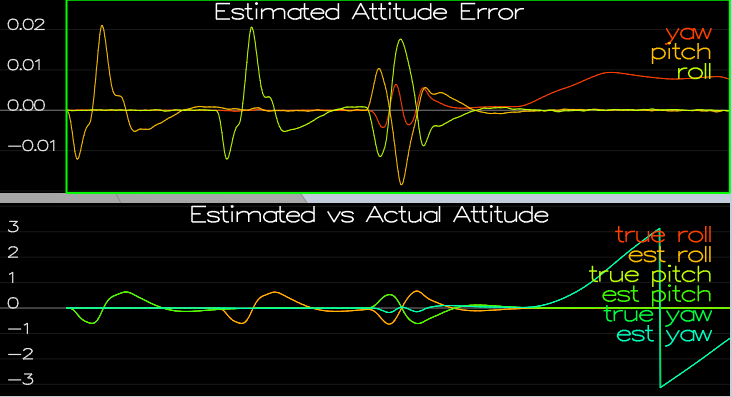 Estimated Attitude Error
0.02
yaw
pitch
0.01
roll
0.00
−0.01
Estimated vs Actual Attitude
3
true roll
2
est roll
1
true pitch
est pitch
0
true yaw
−1
est yaw
−2
−3